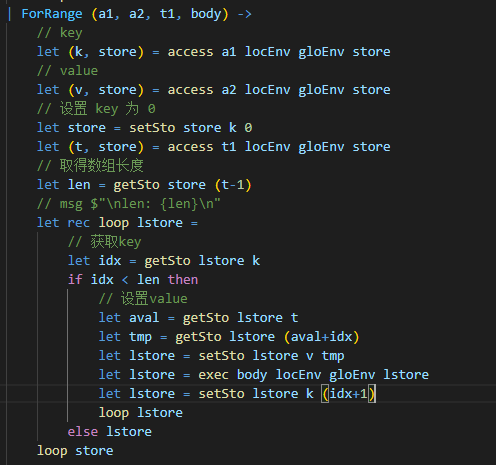 | ForRange (a1, a2, t1, body) ->
// key
let (k, store) = access a1 locEnv gloEnv store
// value
let (v, store) = access a2 locEnv gloEnv store
// 设置 key 为 0
let store = setSto store k 0
let (t, store) = access t1 locEnv gloEnv store
// 取得数组长度
let len = getSto store (t-1)
// msg $"\nlen: {len}\n"
let rec loop lstore =
// 获取key
let idx = getSto lstore k
if idx < len then
// 设置value
let aval = getSto lstore t
let tmp = getSto lstore (aval+idx)
let lstore = setSto lstore v tmp
let lstore = exec body locEnv gloEnv lstore
let lstore = setSto lstore k (idx+1)
loop lstore
else lstore
loop store